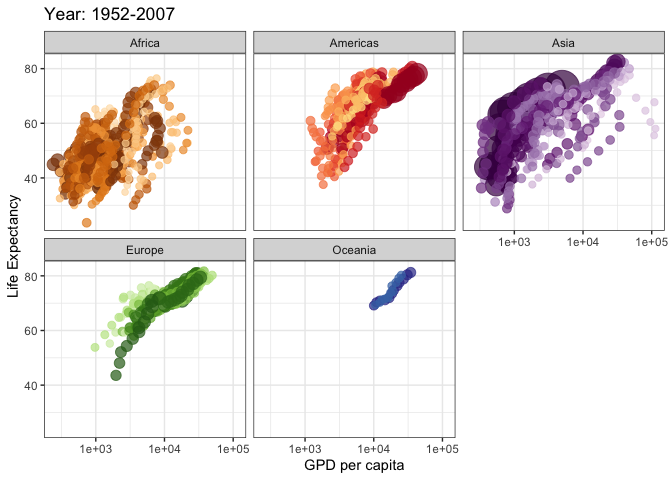 Year: 1952-2007
Africa
Americas
Asia
80
60
40
1e+03 1e+04 1e+05
Life Expectancy
Europe
Oceania
80
60
40
1e+03 1e+04 1e+05
1e+03 1e+04 1e+05
GPD per capita